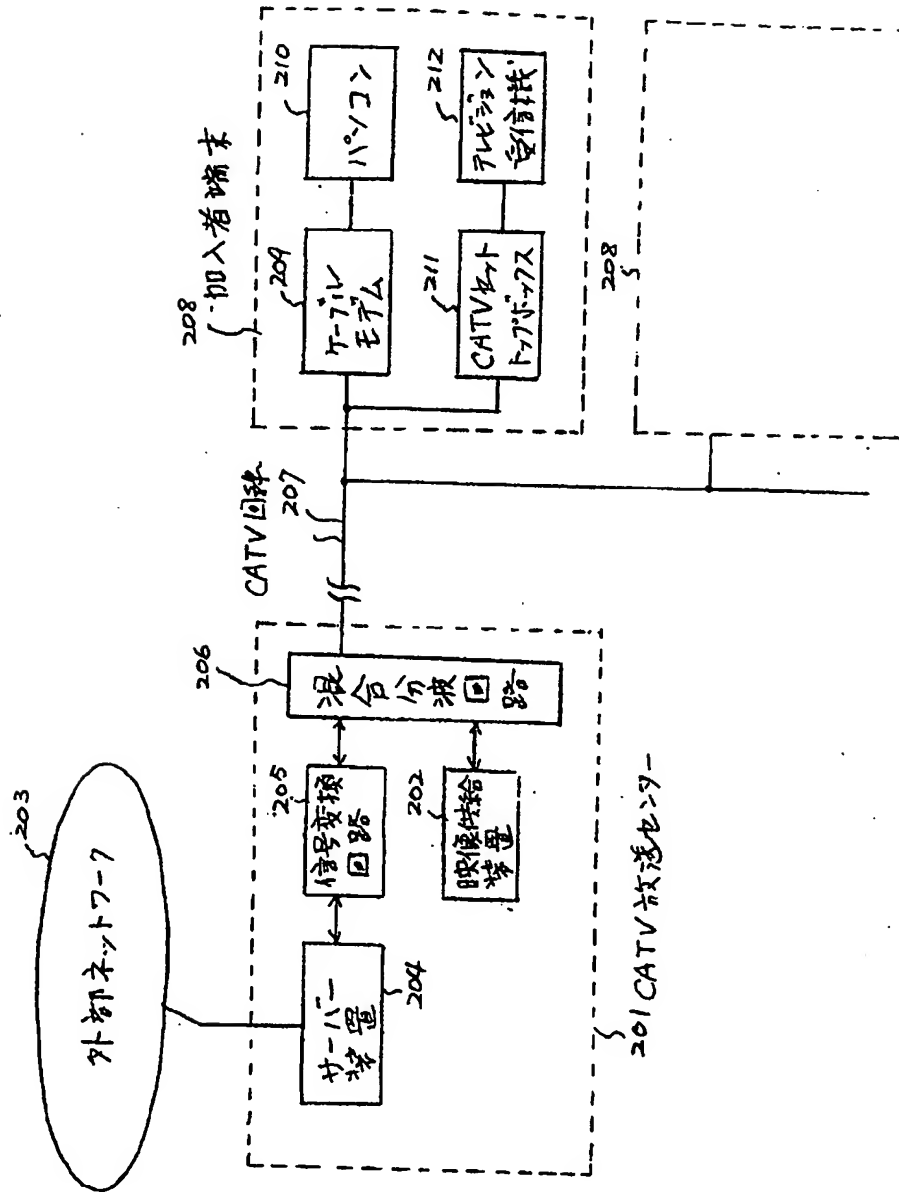 203
外部ネットワーク
サーバー
装置
204
205
信号変換
回路
202
映像供給
装置
206
混合分波回路
201 CATV放送センター
CATV回線
207
208
加入者端末
209
ケーブル
モデム
210
パソコン
211
CATVセット
トップボックス
212
テレビジョン
受信機
208